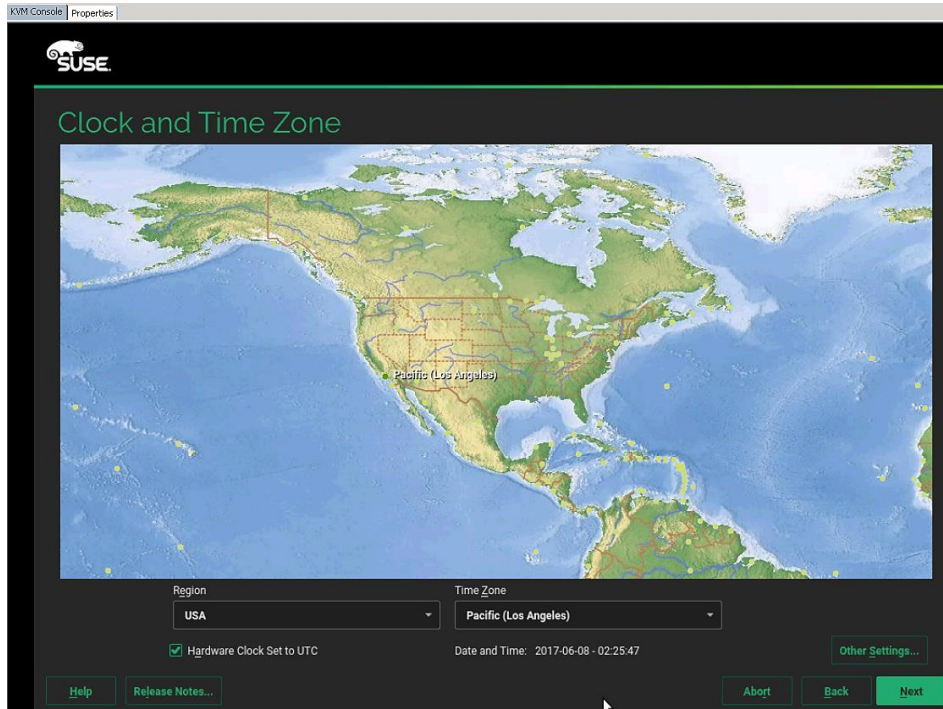 KVM Console Properties
SUSE.
Clock and Time Zone
Pacific (Los Angeles)
Region Time Zone
USA Pacific (Los Angeles)
Hardware Clock Set to UTC Date and Time: 2017-06-08 - 02:25:47 Other Settings...
Help Release Notes... Abort Back Next